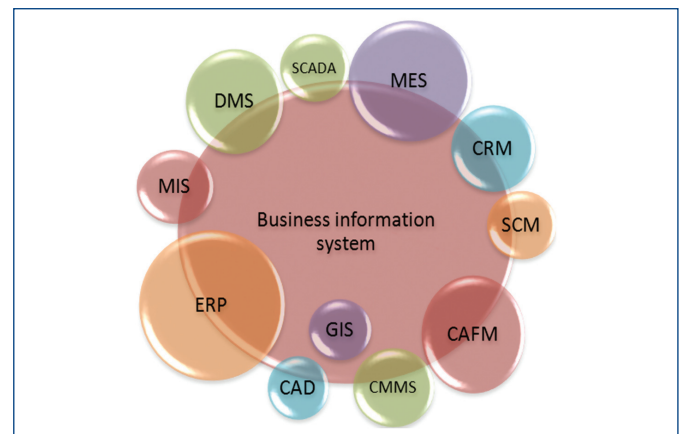 SCADA
MES
DMS
CRM
MIS
Business information
system
SCM
ERP
GIS
CAFM
CAD
CMMS